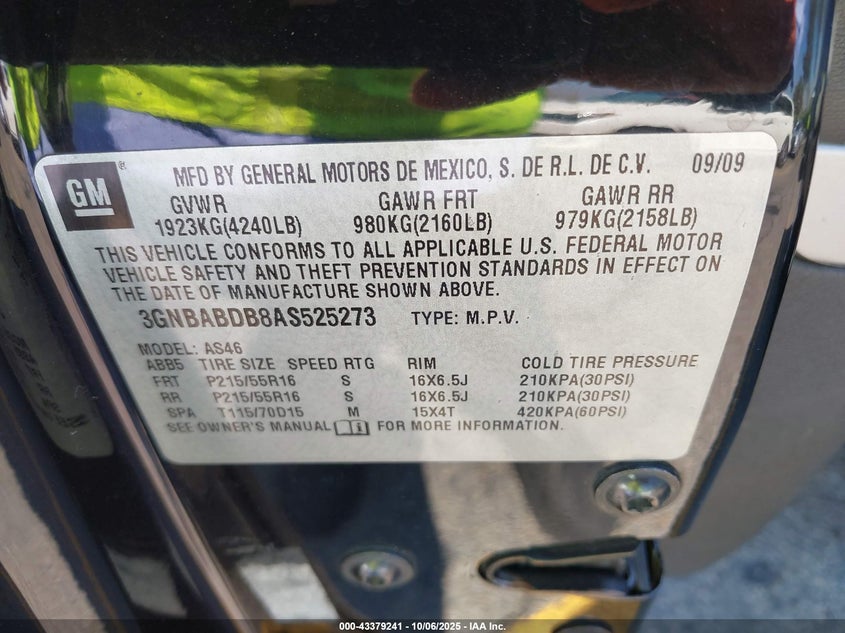 GM ®
MFD BY GENERAL MOTORS DE MEXICO, S. DE R.L. DE C.V. 09/09
GVWR GAWR FRT GAWR RR
1923KG(4240LB) 980KG(2160LB) 979KG(2158LB)
THIS VEHICLE CONFORMS TO ALL APPLICABLE U.S. FEDERAL MOTOR
VEHICLE SAFETY AND THEFT PREVENTION STANDARDS IN EFFECT ON
THE DATE OF MANUFACTURE SHOWN ABOVE.
3GNBABDB8AS525273 TYPE: M.P.V.
MODEL: AS46
ABB5 TIRE SIZE SPEED RTG RIM COLD TIRE PRESSURE
FRT P215/55R16 S 16X6.5J 210KPA(30PSI)
RR P215/55R16 S 16X6.5J 210KPA(30PSI)
SPA T115/70D15 M 15X4T 420KPA(60PSI)
SEE OWNER'S MANUAL FOR MORE INFORMATION.
000-43379241 - 10/06/2025 - IAA Inc.